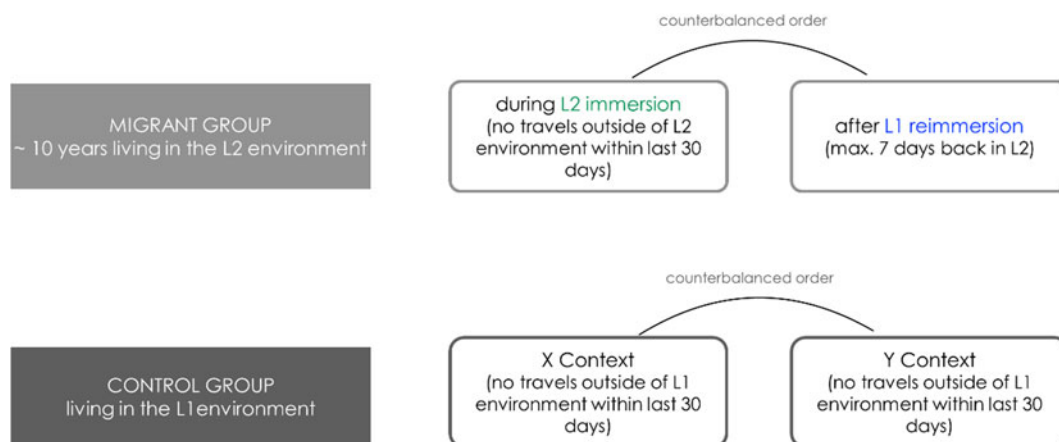 counterbalanced order
MIGRANT GROUP
~ 10 years living in the L2 environment
during L2 immersion
(no travels outside of L2
environment within last 30
days)
after L1 reimmersion
(max. 7 days back in L2)
counterbalanced order
CONTROL GROUP
living in the L1environment
X Context
(no travels outside of L1
environment within last 30
days)
Y Context
(no travels outside of L1
environment within last 30
days)